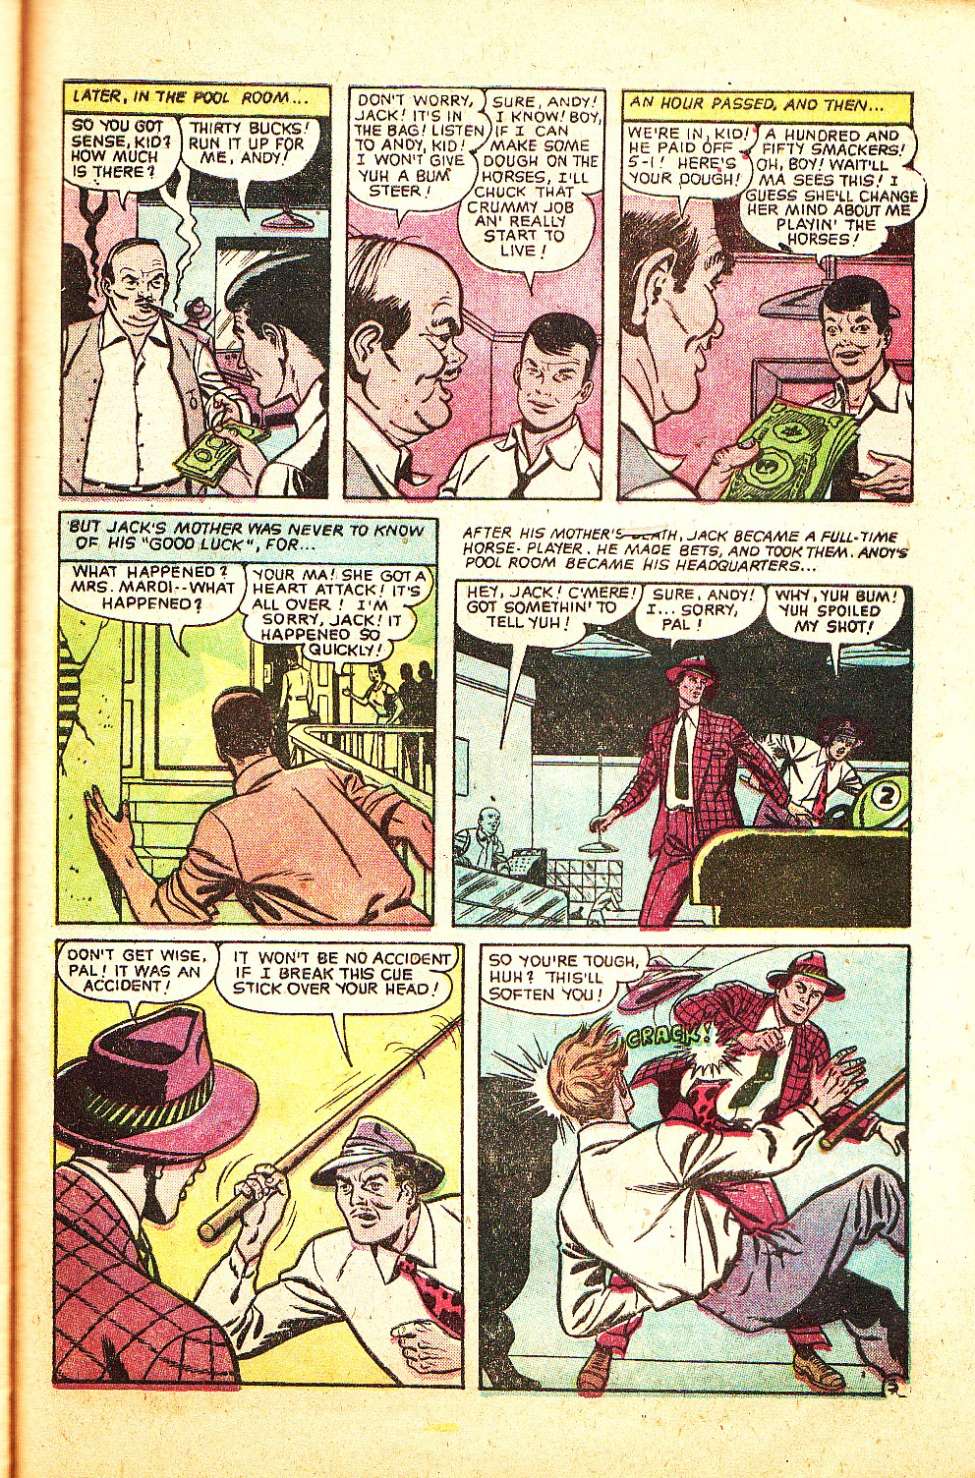 LATER, IN THE POOL ROOM...
SO YOU GOT
SENSE, KID?
HOW MUCH
IS THERE?
THIRTY BUCKS!
RUN IT UP FOR
ME, ANDY!
DON'T WORRY,
JACK! IT'S IN
THE BAG! LISTEN
TO ANDY, KID!
I WON'T GIVE
YUH A BUM
STEER!
SURE, ANDY!
I KNOW! BOY,
IF I CAN
MAKE SOME
DOUGH ON THE
HORSES, I'LL
CHUCK THAT
CRUMMY JOB
AN' REALLY
START TO
LIVE!
AN HOUR PASSED, AND THEN...
WE'RE IN, KID!
HE PAID OFF
5-1! HERE'S
YOUR DOUGH!
A HUNDRED AND
FIFTY SMACKERS!
OH, BOY! WAIT'LL
MA SEES THIS! I
GUESS SHE'LL CHANGE
HER MIND ABOUT ME
PLAYIN' THE
HORSES!
BUT JACK'S MOTHER WAS NEVER TO KNOW
OF HIS "GOOD LUCK", FOR...
WHAT HAPPENED?
MRS. MARDI--WHAT
HAPPENED?
YOUR MA! SHE GOT A
HEART ATTACK! IT'S
ALL OVER! I'M
SORRY, JACK! IT
HAPPENED SO
QUICKLY!
AFTER HIS MOTHER'S DEATH, JACK BECAME A FULL-TIME
HORSE-PLAYER. HE MADE BETS, AND TOOK THEM. ANDY'S
POOL ROOM BECAME HIS HEADQUARTERS...
HEY, JACK! C'MERE!
GOT SOMETHIN' TO
TELL YUH!
SURE, ANDY!
I... SORRY,
PAL!
WHY, YUH BUM!
YUH SPOILED
MY SHOT!
2
DON'T GET WISE,
PAL! IT WAS AN
ACCIDENT!
IT WON'T BE NO ACCIDENT
IF I BREAK THIS CUE
STICK OVER YOUR HEAD!
SO YOU'RE TOUGH,
HUH? THIS'LL
SOFTEN YOU!
CRACK!
3